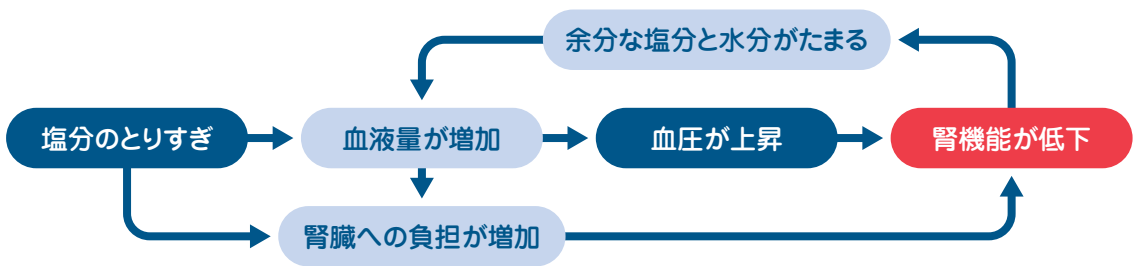 余分な塩分と水分がたまる
塩分のとりすぎ
血液量が増加
血圧が上昇
腎機能が低下
腎臓への負担が増加